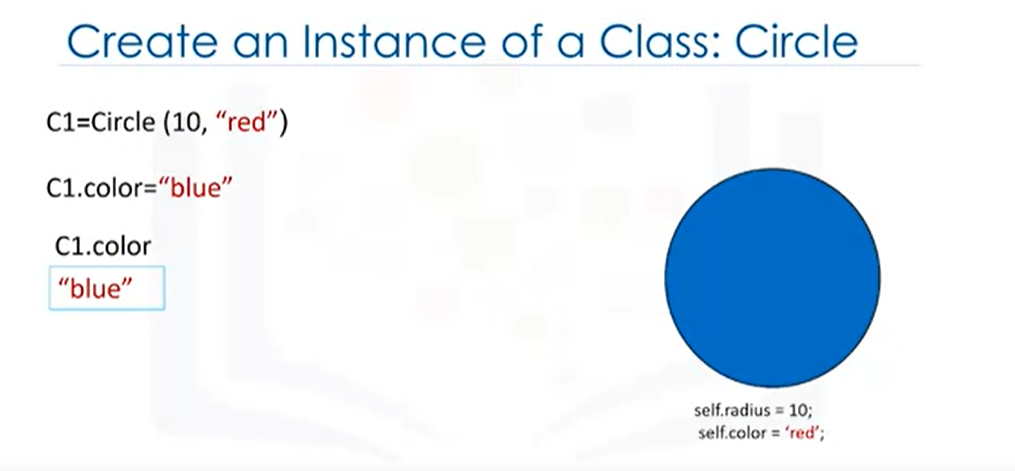 Create an Instance of a Class: Circle
C1=Circle (10, “red”)
C1.color=“blue”
C1.color
“blue”
self.radius = 10;
self.color = ‘red’;